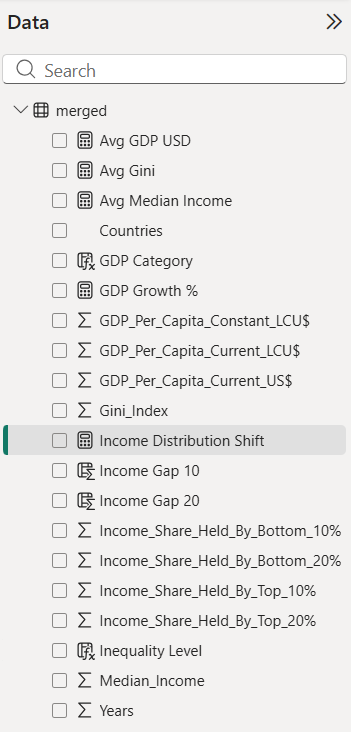 Data
Search
merged
Avg GDP USD
Avg Gini
Avg Median Income
Countries
GDP Category
GDP Growth %
GDP_Per_Capita_Constant_LCU$
GDP_Per_Capita_Current_LCU$
GDP_Per_Capita_Current_US$
Gini_Index
Income Distribution Shift
Income Gap 10
Income Gap 20
Income_Share_Held_By_Bottom_10%
Income_Share_Held_By_Bottom_20%
Income_Share_Held_By_Top_10%
Income_Share_Held_By_Top_20%
Inequality Level
Median_Income
Years